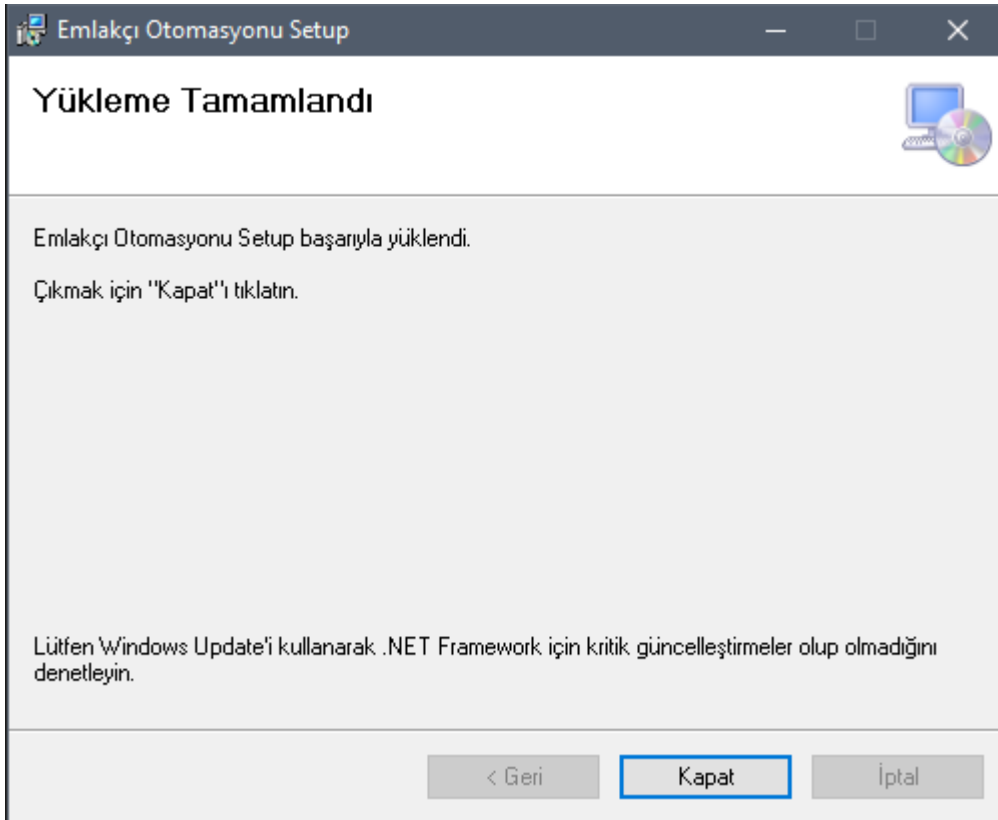 Emlakçı Otomasyonu Setup
Yükleme Tamamlandı
Emlakçı Otomasyonu Setup başarıyla yüklendi.
Çıkmak için "Kapat"ı tıklatın.
Lütfen Windows Update'i kullanarak .NET Framework için kritik güncelleştirmeler olup olmadığını
denetleyin.
< Geri
Kapat
İptal